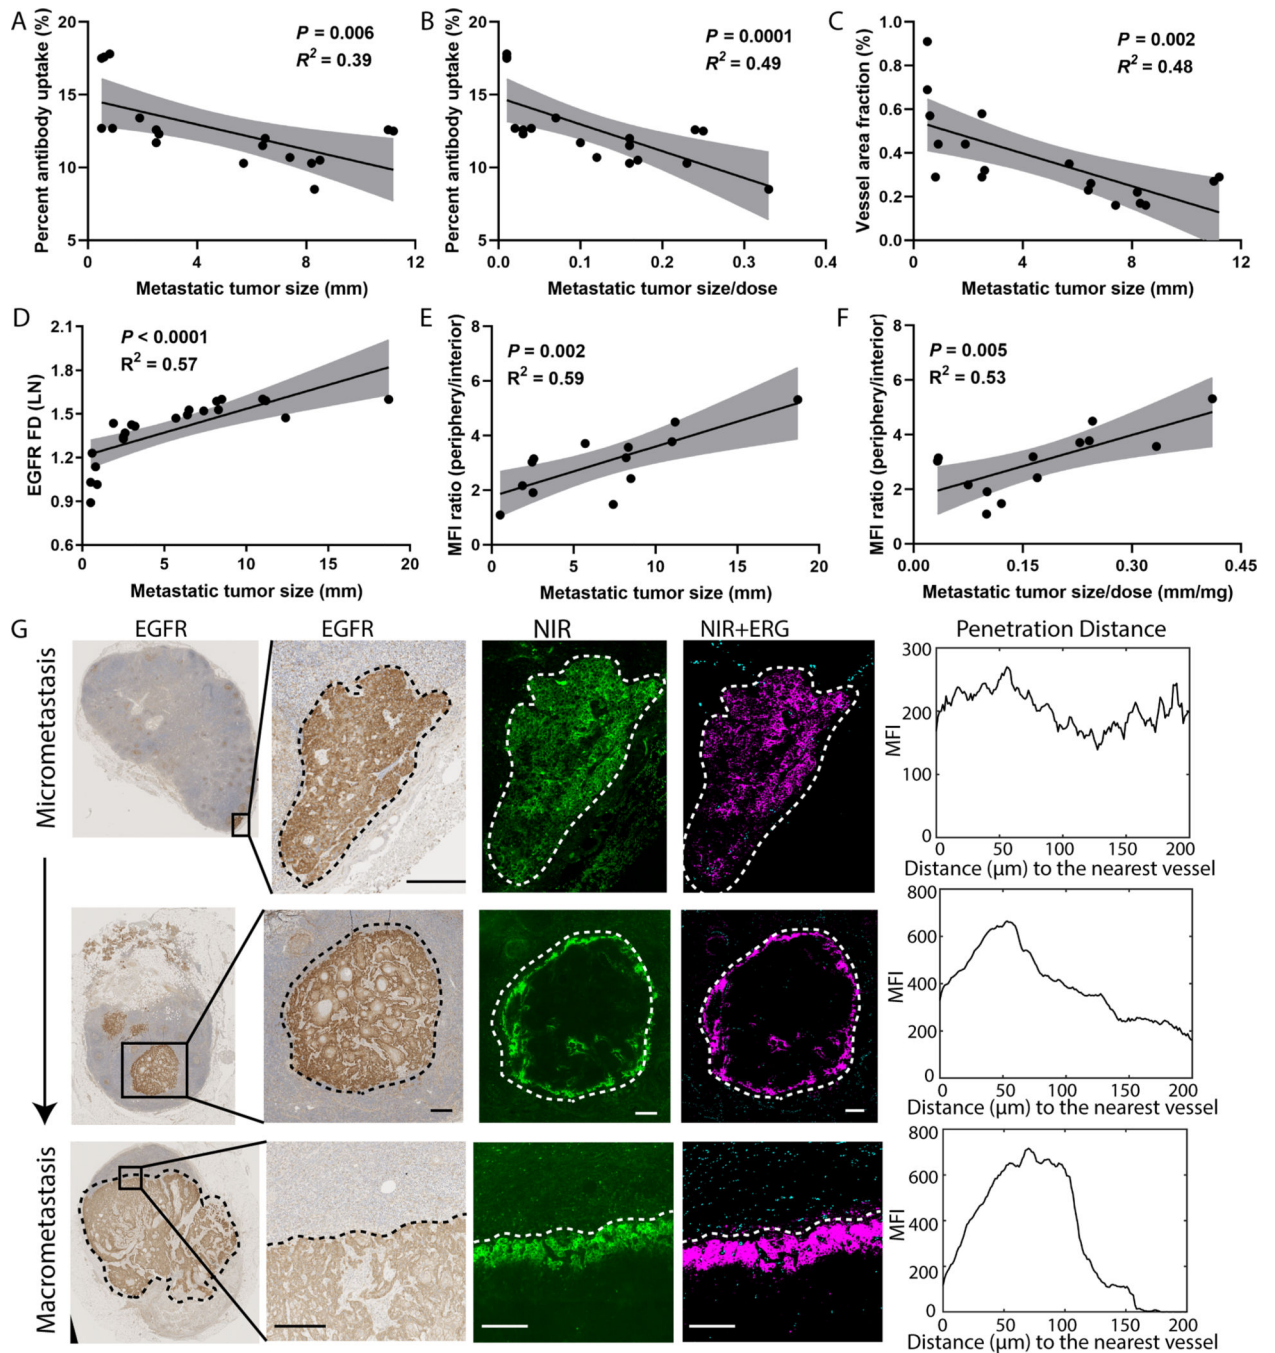 A
Percent antibody uptake (%)
20
15
10
5
P = 0.006
R² = 0.39
0 4 8 12
Metastatic tumor size (mm)
B
Percent antibody uptake (%)
20
15
10
5
P = 0.0001
R² = 0.49
0.0 0.1 0.2 0.3 0.4
Metastatic tumor size/dose
C
Vessel area fraction (%)
1.0
0.8
0.6
0.4
0.2
0.0
P = 0.002
R² = 0.48
0 4 8 12
Metastatic tumor size (mm)
D
EGFR FD (LN)
2.1
1.8
1.5
1.2
0.9
0.6
P < 0.0001
R² = 0.57
0 5 10 15 20
Metastatic tumor size (mm)
E
MFI ratio (periphery/interior)
8
6
4
2
0
P = 0.002
R² = 0.59
0 5 10 15 20
Metastatic tumor size (mm)
F
MFI ratio (periphery/interior)
8
6
4
2
0
P = 0.005
R² = 0.53
0.00 0.15 0.30 0.45
Metastatic tumor size/dose (mm/mg)
G
EGFR EGFR NIR NIR+ERG Penetration Distance
Micrometastasis
MFI
300
200
100
0
0 50 100 150 200
Distance (µm) to the nearest vessel
MFI
800
600
400
200
0
0 50 100 150 200
Distance (µm) to the nearest vessel
Macrometastasis
MFI
800
600
400
200
0
0 50 100 150 200
Distance (µm) to the nearest vessel